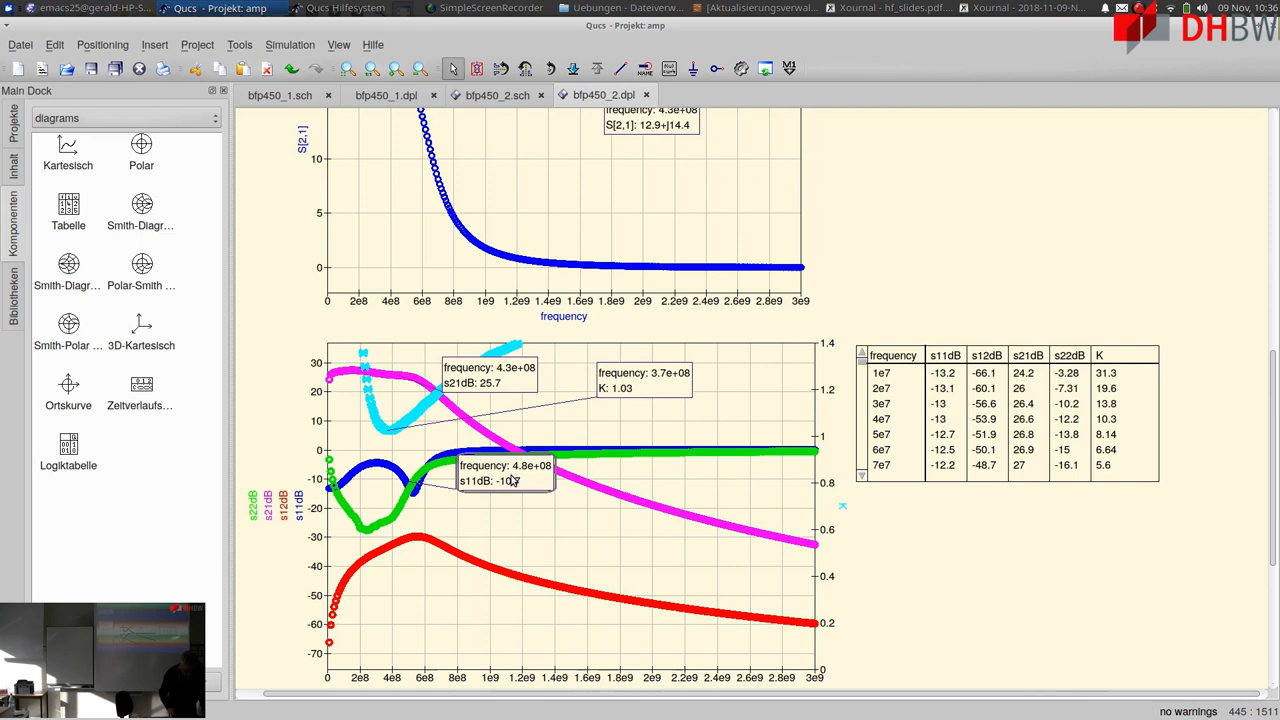 emacs25@gerald-HP-S...
Qucs - Projekt: amp
Qucs Hilfesystem
SimpleScreenRecorder
Uebungen - Dateiverw...
[Aktualisierungsverwal...
Xournal - hf_slides.pdf...
Xournal - 2018-11-09-N...
09 Nov, 10:36
Qucs - Projekt: amp
DHBW
Datei Edit Positioning Insert Project Tools Simulation View Hilfe
Main Dock
bfp450_1.sch bfp450_1.dpl bfp450_2.sch bfp450_2.dpl
Projekte
Inhalt
Komponenten
Bibliotheken
diagrams
Kartesisch Polar
Tabelle Smith-Diagr...
Smith-Diagr... Polar-Smith ...
Smith-Polar ... 3D-Kartesisch
Ortskurve Zeitverlaufs...
Logiktabelle
frequency: 4.3e+08
S[2,1]: 12.9+j14.4
S[2,1]
10
5
0
0 2e8 4e8 6e8 8e8 1e9 1.2e9 1.4e9 1.6e9 1.8e9 2e9 2.2e9 2.4e9 2.6e9 2.8e9 3e9
frequency
30
20
10
0
-10
-20
-30
-40
-50
-60
-70
s22dB
s21dB
s12dB
s11dB
frequency: 4.3e+08
s21dB: 25.7
frequency: 3.7e+08
K: 1.03
frequency: 4.8e+08
1.4
1.2
1
0.8
0.6
0.4
0.2
0
K
0 2e8 4e8 6e8 8e8 1e9 1.2e9 1.4e9 1.6e9 1.8e9 2e9 2.2e9 2.4e9 2.6e9 2.8e9 3e9
frequency s11dB s12dB s21dB s22dB K
1e7 -13.2 -66.1 24.2 -3.28 31.3
2e7 -13.1 -60.1 26 -7.31 19.6
3e7 -13 -56.6 26.4 -10.2 13.8
4e7 -13 -53.9 26.6 -12.2 10.3
5e7 -12.7 -51.9 26.8 -13.8 8.14
6e7 -12.5 -50.1 26.9 -15 6.64
7e7 -12.2 -48.7 27 -16.1 5.6
no warnings 445 : 1511